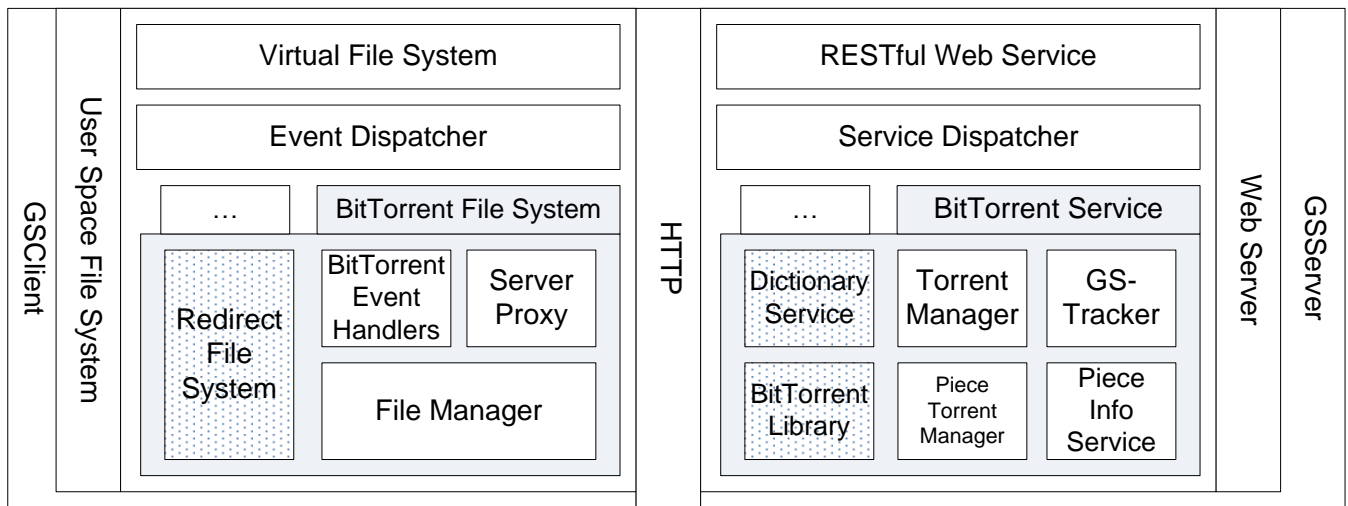 GSClient
User Space File System
Virtual File System
Event Dispatcher
...
BitTorrent File System
Redirect
File
System
BitTorrent
Event
Handlers
Server
Proxy
File Manager
HTTP
RESTful Web Service
Service Dispatcher
...
BitTorrent Service
Dictionary
Service
Torrent
Manager
GS-
Tracker
BitTorrent
Library
Piece
Torrent
Manager
Piece
Info
Service
Web Server
GSServer